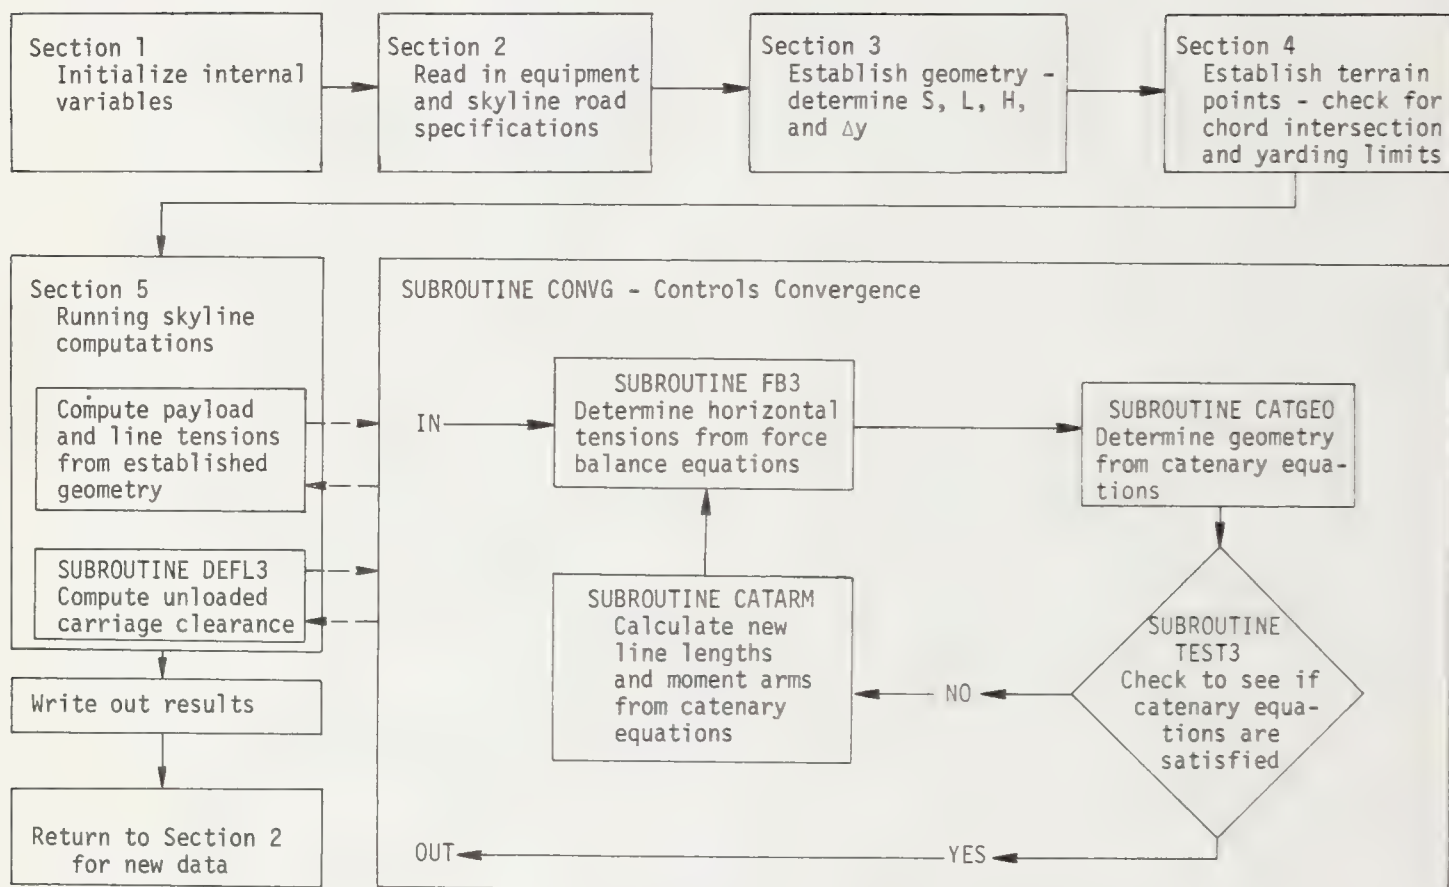 Section 1
Initialize internal
variables
Section 2
Read in equipment
and skyline road
specifications
Section 3
Establish geometry -
determine S, L, H,
and Δy
Section 4
Establish terrain
points - check for
chord intersection
and yarding limits
Section 5
Running skyline
computations
Compute payload
and line tensions
from established
geometry
SUBROUTINE DEFL3
Compute unloaded
carriage clearance
Write out results
Return to Section 2
for new data
SUBROUTINE CONVG - Controls Convergence
IN
SUBROUTINE FB3
Determine horizontal
tensions from force
balance equations
SUBROUTINE CATGEO
Determine geometry
from catenary equa-
tions
SUBROUTINE
TEST3
Check to see if
catenary equa-
tions are
satisfied
NO
SUBROUTINE CATARM
Calculate new
line lengths
and moment arms
from catenary
equations
YES
OUT